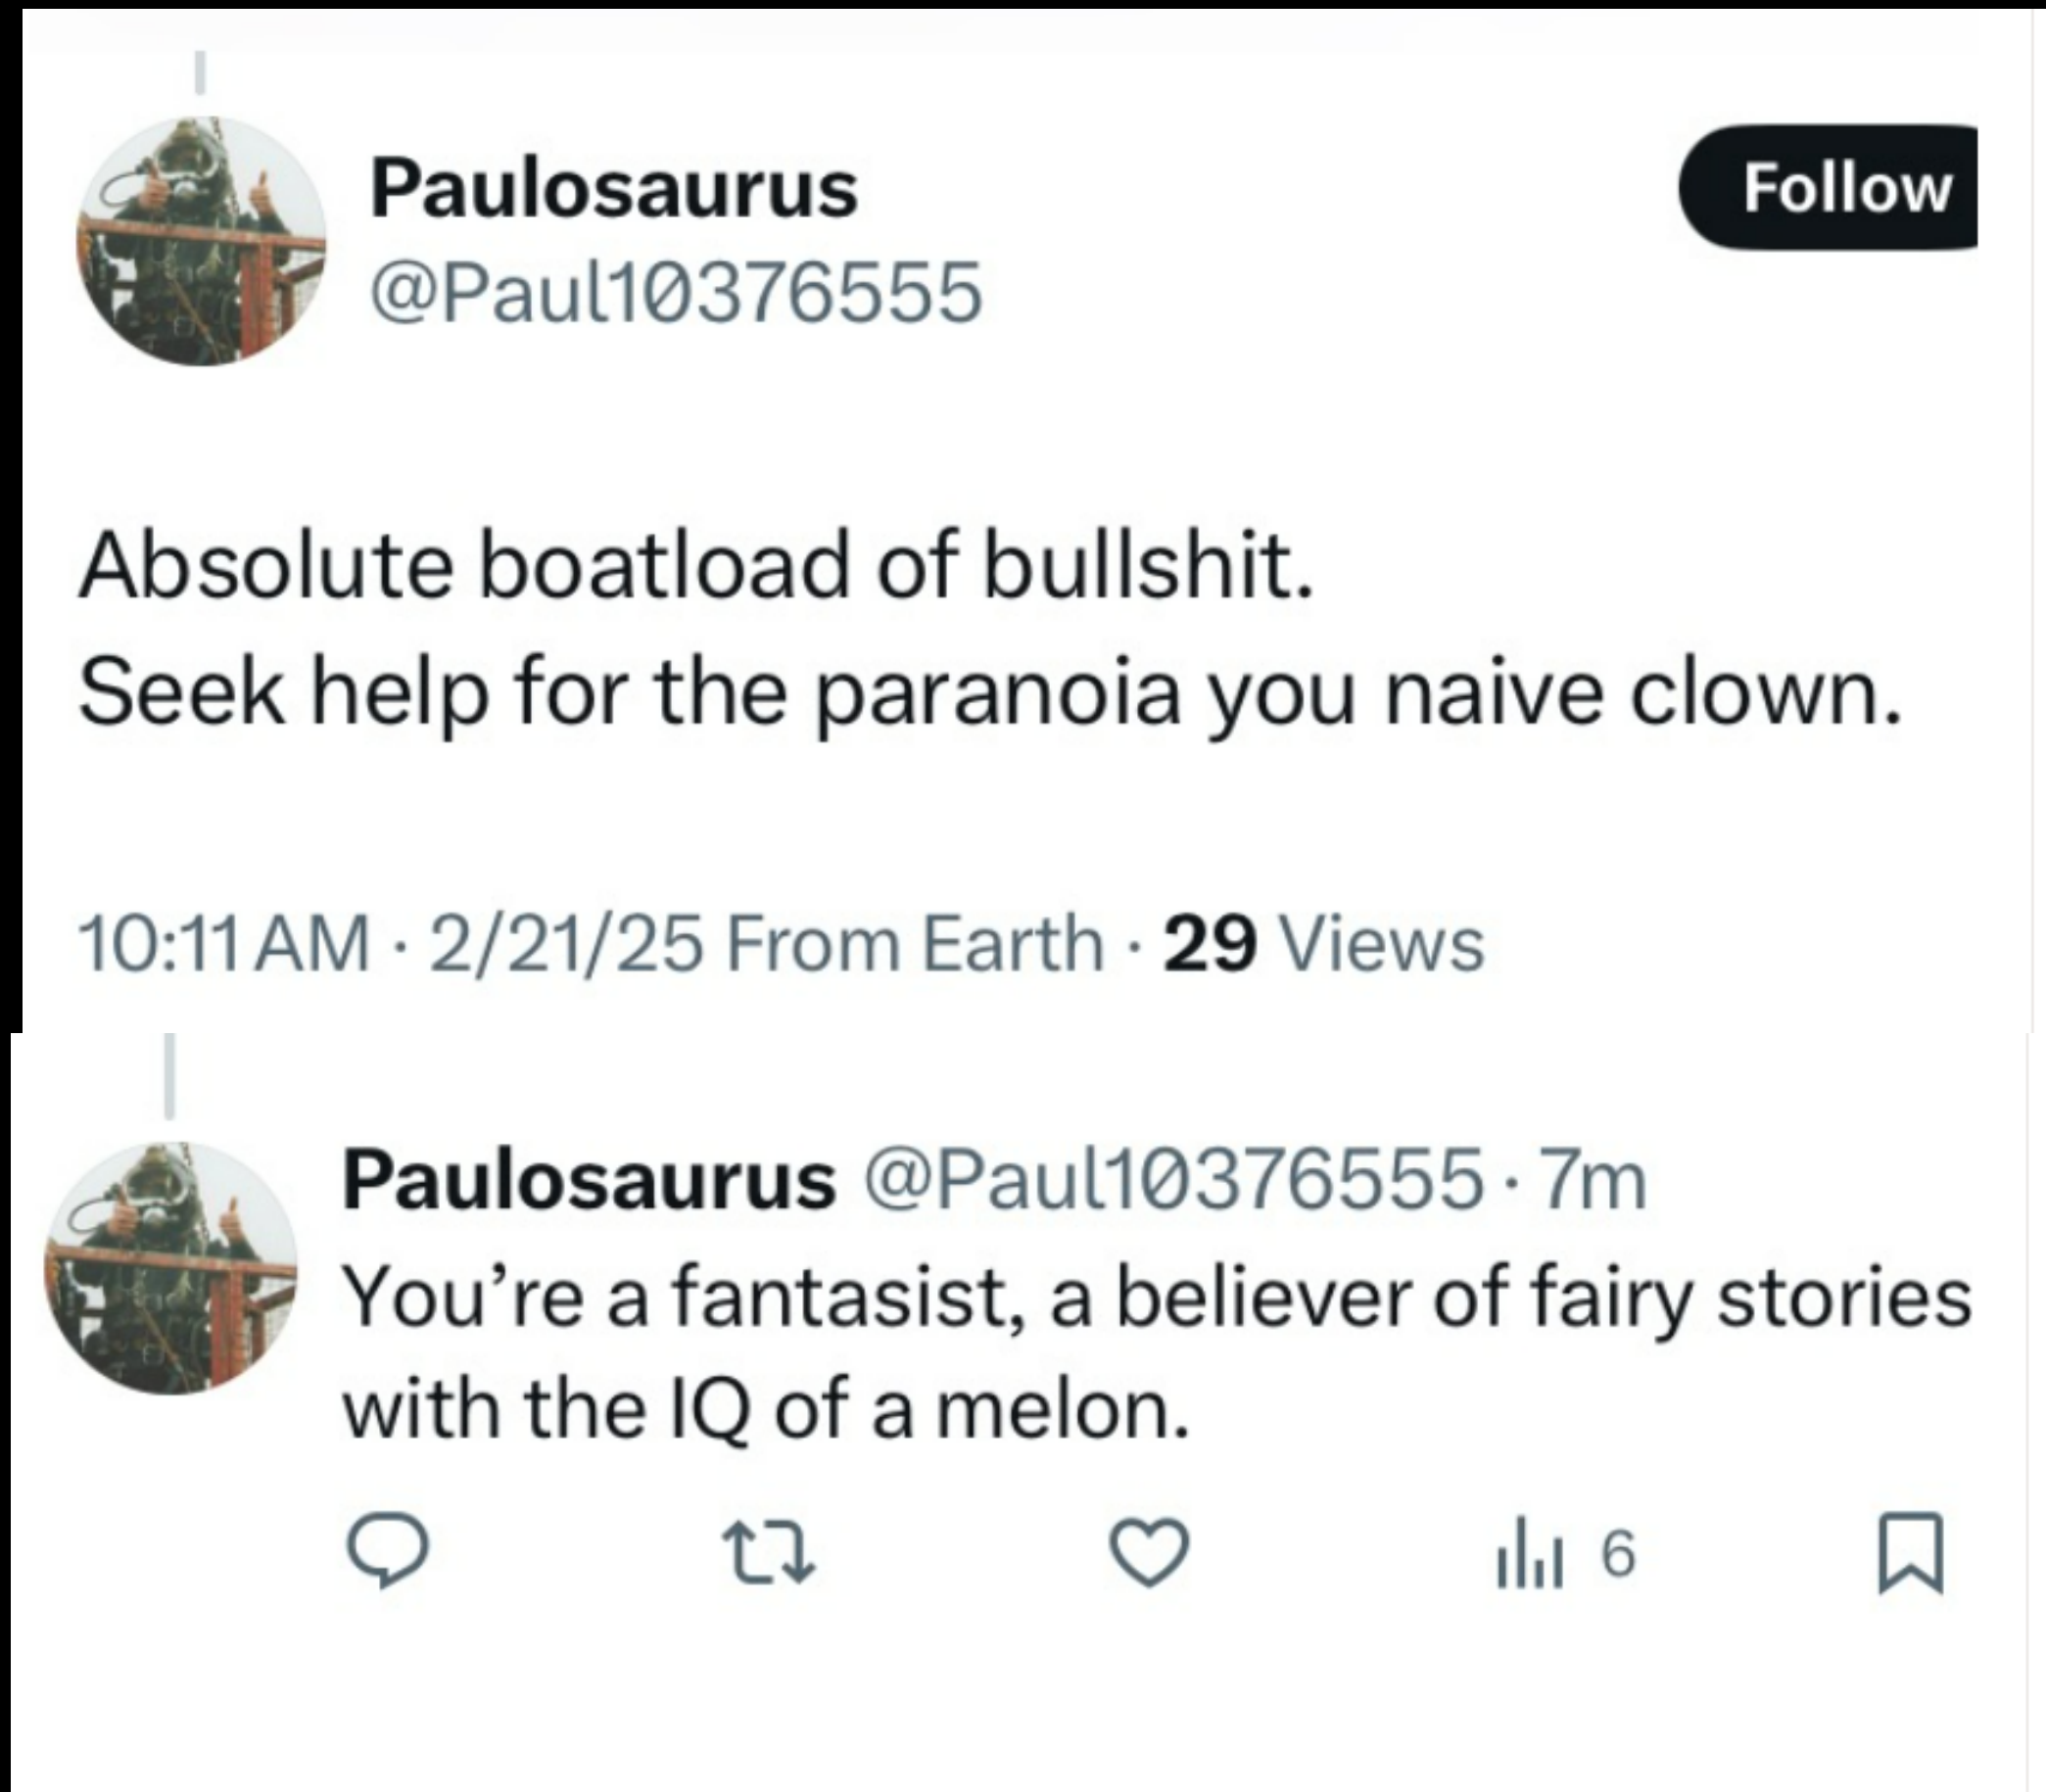 Paulosaurus
Follow
@Paul10376555
Absolute boatload of bullshit.
Seek help for the paranoia you naive clown.
10:11 AM · 2/21/25 From Earth · 29 Views
Paulosaurus @Paul10376555 · 7m
You’re a fantasist, a believer of fairy stories
with the IQ of a melon.
6